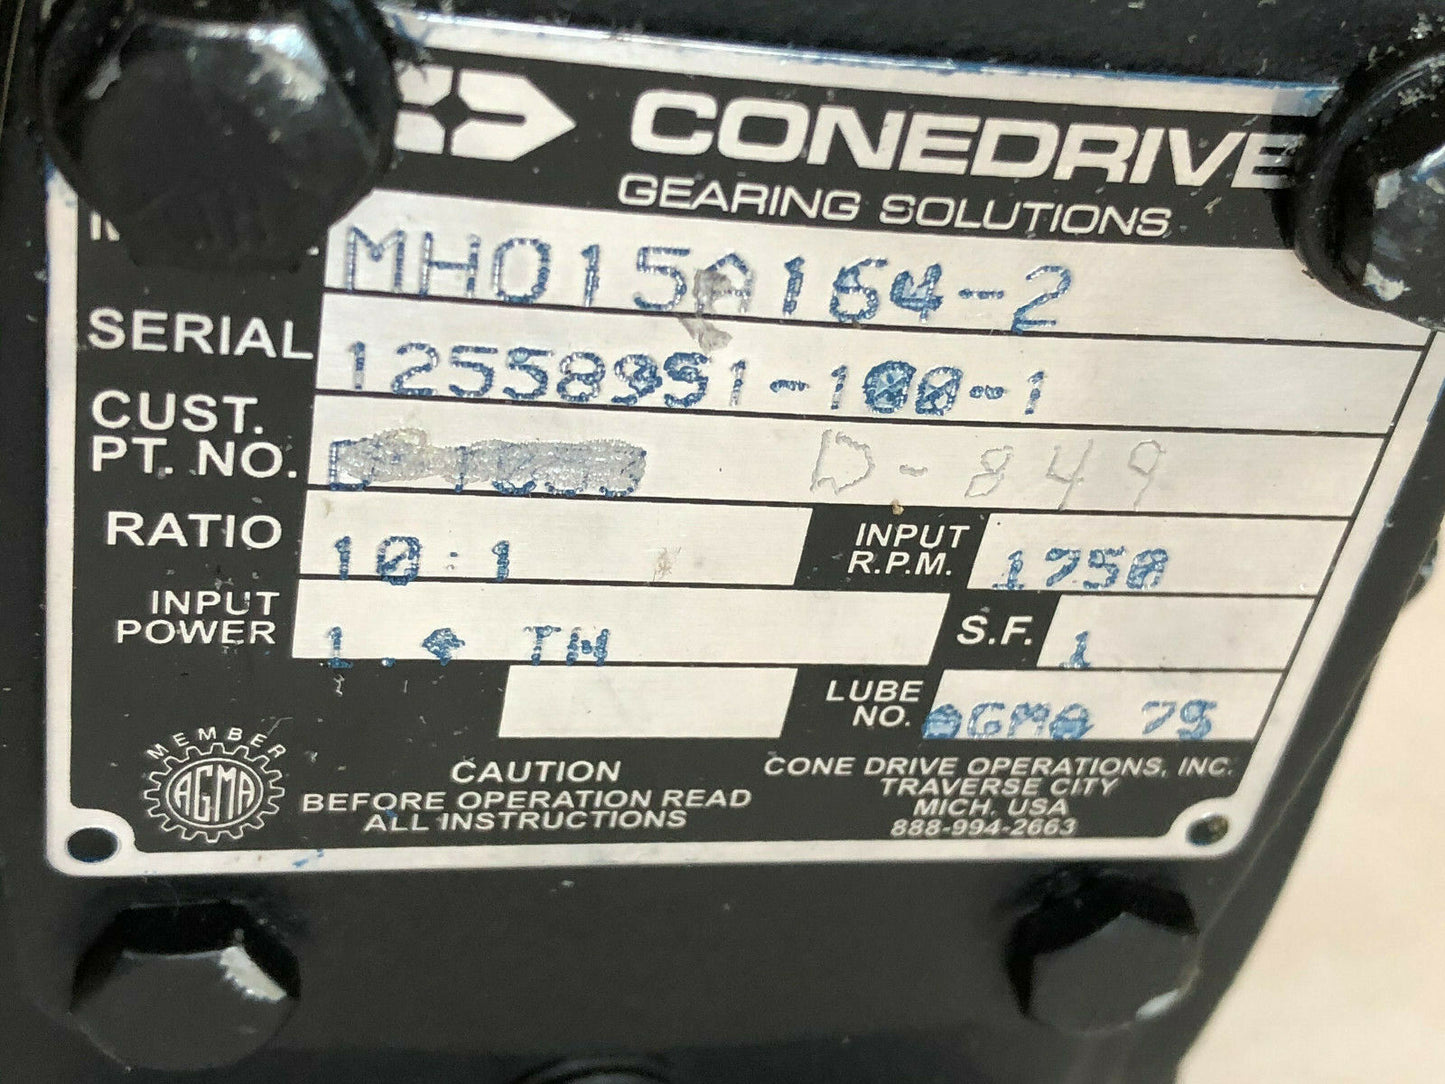 CONEDRIVE
GEARING SOLUTIONS
MH015A164-2
SERIAL 12558951-100-1
CUST. PT. NO. D-849
RATIO 10:1 INPUT R.P.M. 1750
INPUT POWER TH S.F. 1
LUBE NO. AGMA 7S
MEMBER AGMA
CAUTION
BEFORE OPERATION READ
ALL INSTRUCTIONS
CONE DRIVE OPERATIONS, INC.
TRAVERSE CITY
MICH. USA
888-994-2663